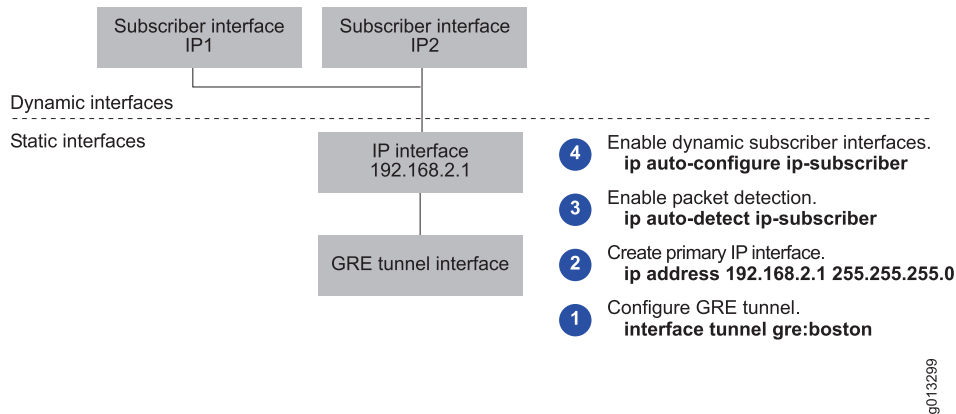 Subscriber interface
IP1
Subscriber interface
IP2
Dynamic interfaces
Static interfaces
IP interface
192.168.2.1
GRE tunnel interface
4
Enable dynamic subscriber interfaces.
ip auto-configure ip-subscriber
3
Enable packet detection.
ip auto-detect ip-subscriber
2
Create primary IP interface.
ip address 192.168.2.1 255.255.255.0
1
Configure GRE tunnel.
interface tunnel gre:boston
g013299